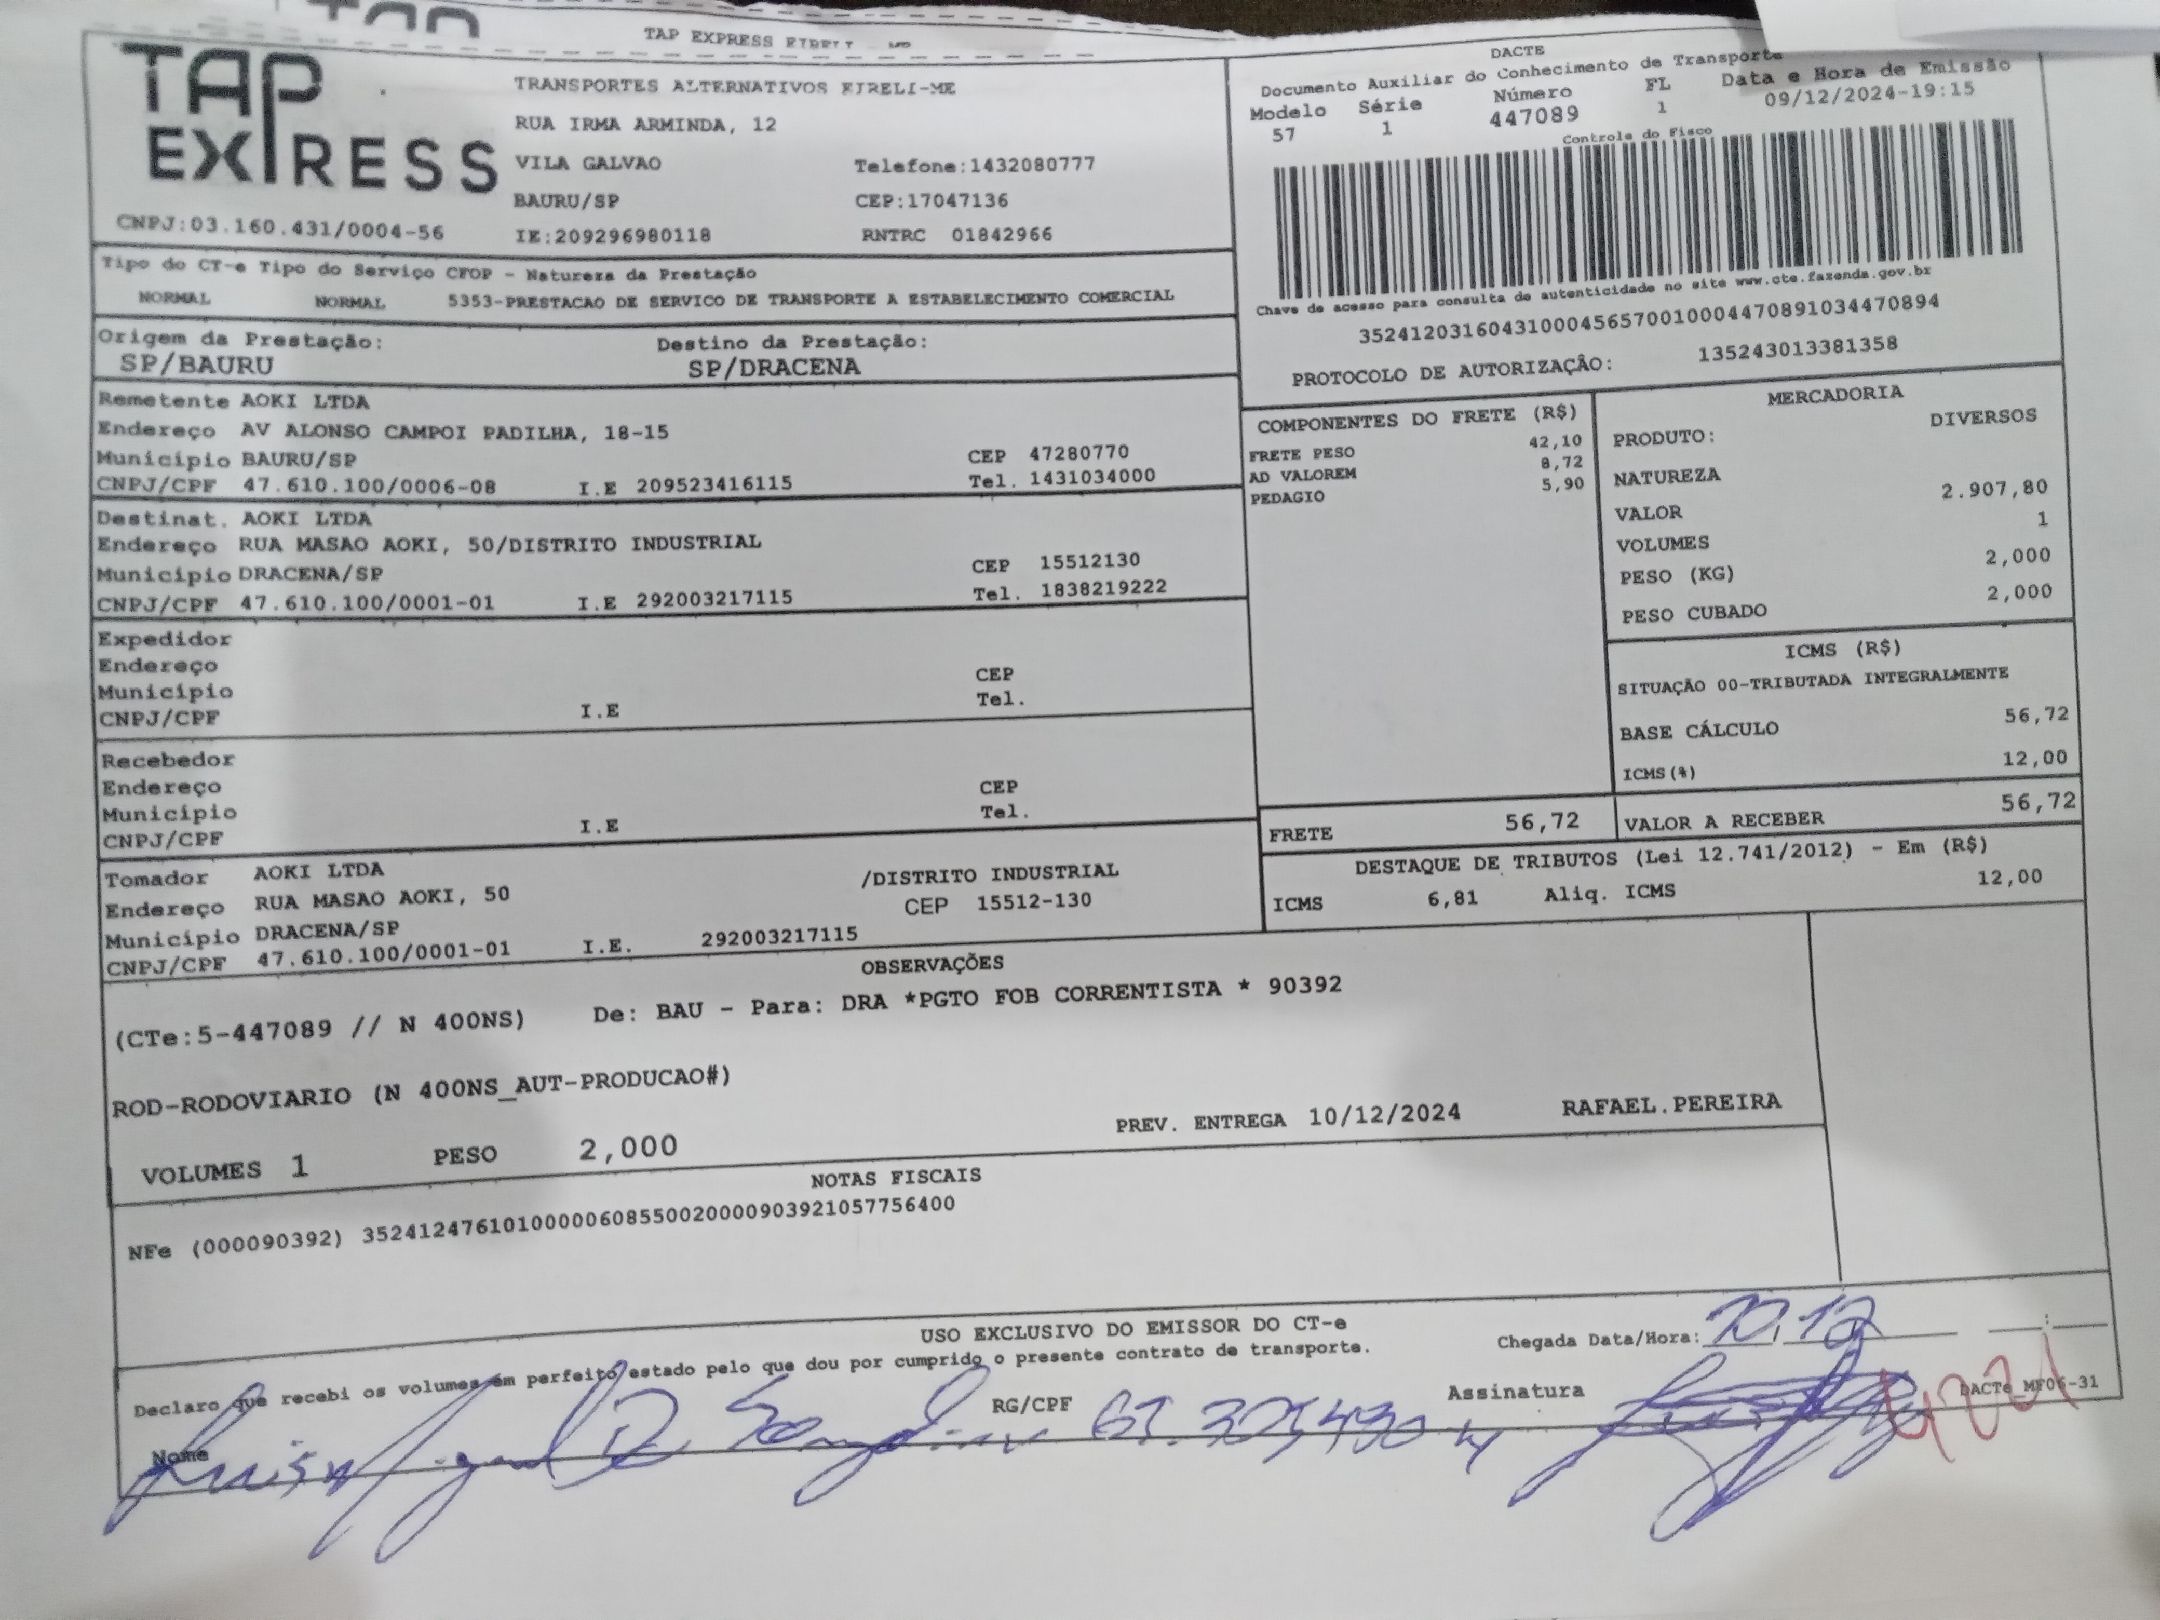 TAP EXPRESS EIRELI - ME
TAP
EXPRESS
TRANSPORTES ALTERNATIVOS EIRELI-ME
RUA IRMA ARMINDA, 12
VILA GALVAO Telefone:1432080777
BAURU/SP CEP:17047136
CNPJ:03.160.431/0004-56 IE:209296980118 RNTRC 01842966
DACTE
Documento Auxiliar do Conhecimento de Transporte
Modelo Série Número FL Data e Hora de Emissão
57 1 447089 1 09/12/2024-19:15
Controle do Fisco
Chave de acesso para consulta de autenticidade no site www.cte.fazenda.gov.br
35241203160431000456570010004470891034470894
PROTOCOLO DE AUTORIZAÇÂO: 135243013381358
Tipo do CT-e Tipo do Serviço CFOP - Natureza da Prestação
NORMAL NORMAL 5353-PRESTACAO DE SERVICO DE TRANSPORTE A ESTABELECIMENTO COMERCIAL
Origem da Prestação: Destino da Prestação:
SP/BAURU SP/DRACENA
Remetente AOKI LTDA
Endereço AV ALONSO CAMPOI PADILHA, 18-15
Município BAURU/SP CEP 47280770
CNPJ/CPF 47.610.100/0006-08 I.E 209523416115 Tel. 1431034000
Destinat. AOKI LTDA
Endereço RUA MASAO AOKI, 50/DISTRITO INDUSTRIAL
Município DRACENA/SP CEP 15512130
CNPJ/CPF 47.610.100/0001-01 I.E 292003217115 Tel. 1838219222
Expedidor
Endereço CEP
Município Tel.
CNPJ/CPF I.E
Recebedor
Endereço CEP
Município Tel.
CNPJ/CPF I.E
Tomador AOKI LTDA /DISTRITO INDUSTRIAL
Endereço RUA MASAO AOKI, 50 CEP 15512-130
Município DRACENA/SP
CNPJ/CPF 47.610.100/0001-01 I.E. 292003217115
COMPONENTES DO FRETE (R$)
FRETE PESO 42,10
AD VALOREM 8,72
PEDAGIO 5,90
MERCADORIA
PRODUTO: DIVERSOS
NATUREZA
VALOR 2.907,80
VOLUMES 1
PESO (KG) 2,000
PESO CUBADO 2,000
ICMS (R$)
SITUAÇÃO 00-TRIBUTADA INTEGRALMENTE
BASE CÁLCULO 56,72
ICMS(%) 12,00
FRETE 56,72 VALOR A RECEBER 56,72
DESTAQUE DE TRIBUTOS (Lei 12.741/2012) - Em (R$)
ICMS 6,81 Aliq. ICMS 12,00
OBSERVAÇÕES
(CTe:5-447089 // N 400NS) De: BAU - Para: DRA *PGTO FOB CORRENTISTA * 90392
ROD-RODOVIARIO (N 400NS_AUT-PRODUCAO#)
PREV. ENTREGA 10/12/2024 RAFAEL.PEREIRA
VOLUMES 1 PESO 2,000
NOTAS FISCAIS
NFe (000090392) 35241247610100000608550020000903921057756400
USO EXCLUSIVO DO EMISSOR DO CT-e
Declaro que recebi os volumes em perfeito estado pelo que dou por cumprido o presente contrato de transporte.
Chegada Data/Hora:
Nome RG/CPF Assinatura
DACTe MF06-31